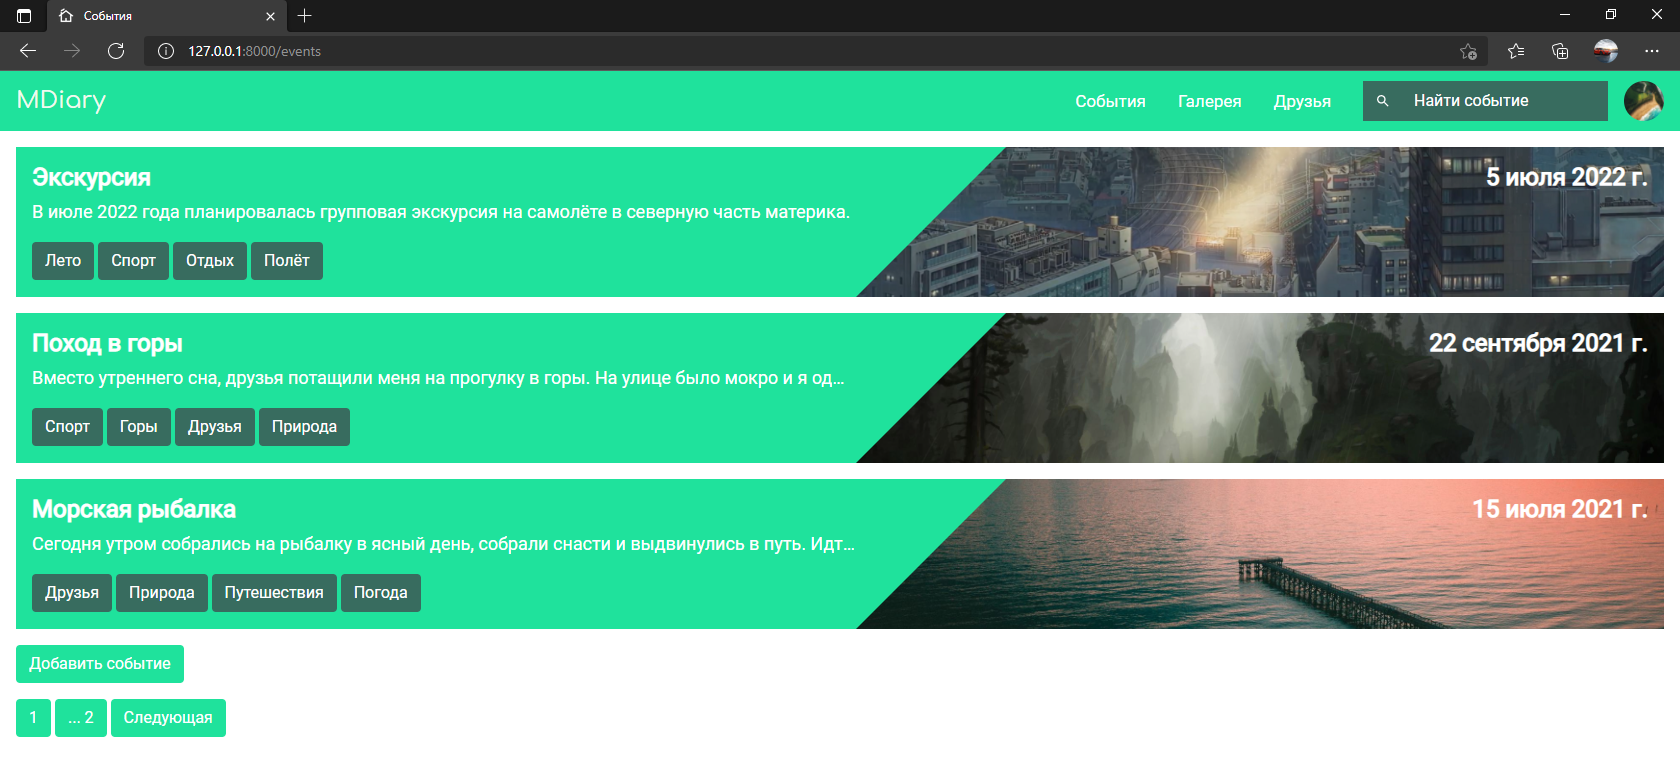 События
127.0.0.1:8000/events
MDiary
События Галерея Друзья Найти событие
Экскурсия
5 июля 2022 г.
В июле 2022 года планировалась групповая экскурсия на самолёте в северную часть материка.
Лето Спорт Отдых Полёт
Поход в горы
22 сентября 2021 г.
Вместо утреннего сна, друзья потащили меня на прогулку в горы. На улице было мокро и я од...
Спорт Горы Друзья Природа
Морская рыбалка
15 июля 2021 г.
Сегодня утром собрались на рыбалку в ясный день, собрали снасти и выдвинулись в путь. Идт...
Друзья Природа Путешествия Погода
Добавить событие
1 ... 2 Следующая